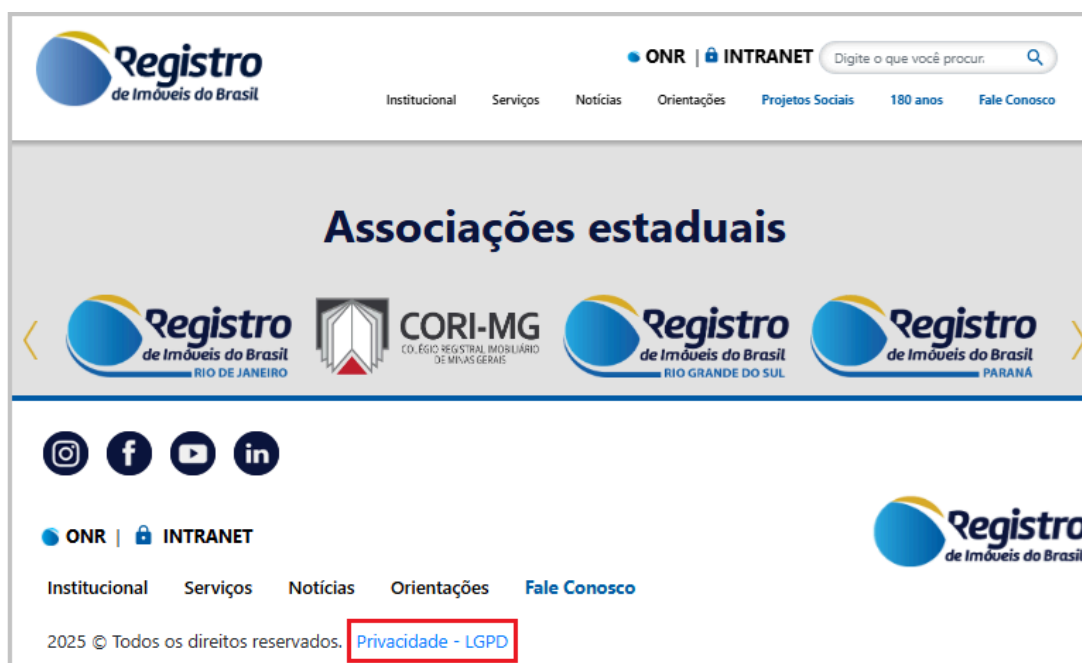 Registro
de Imóveis do Brasil
ONR | INTRANET Digite o que você procur
Institucional Serviços Notícias Orientações Projetos Sociais 180 anos Fale Conosco
Associações estaduais
Registro
de Imóveis do Brasil
RIO DE JANEIRO
CORI-MG
COLÉGIO REGISTRAL IMOBILIÁRIO
DE MINAS GERAIS
Registro
de Imóveis do Brasil
RIO GRANDE DO SUL
Registro
de Imóveis do Brasil
PARANÁ
ONR | INTRANET
Registro
de Imóveis do Brasil
Institucional Serviços Notícias Orientações Fale Conosco
2025 © Todos os direitos reservados. Privacidade - LGPD